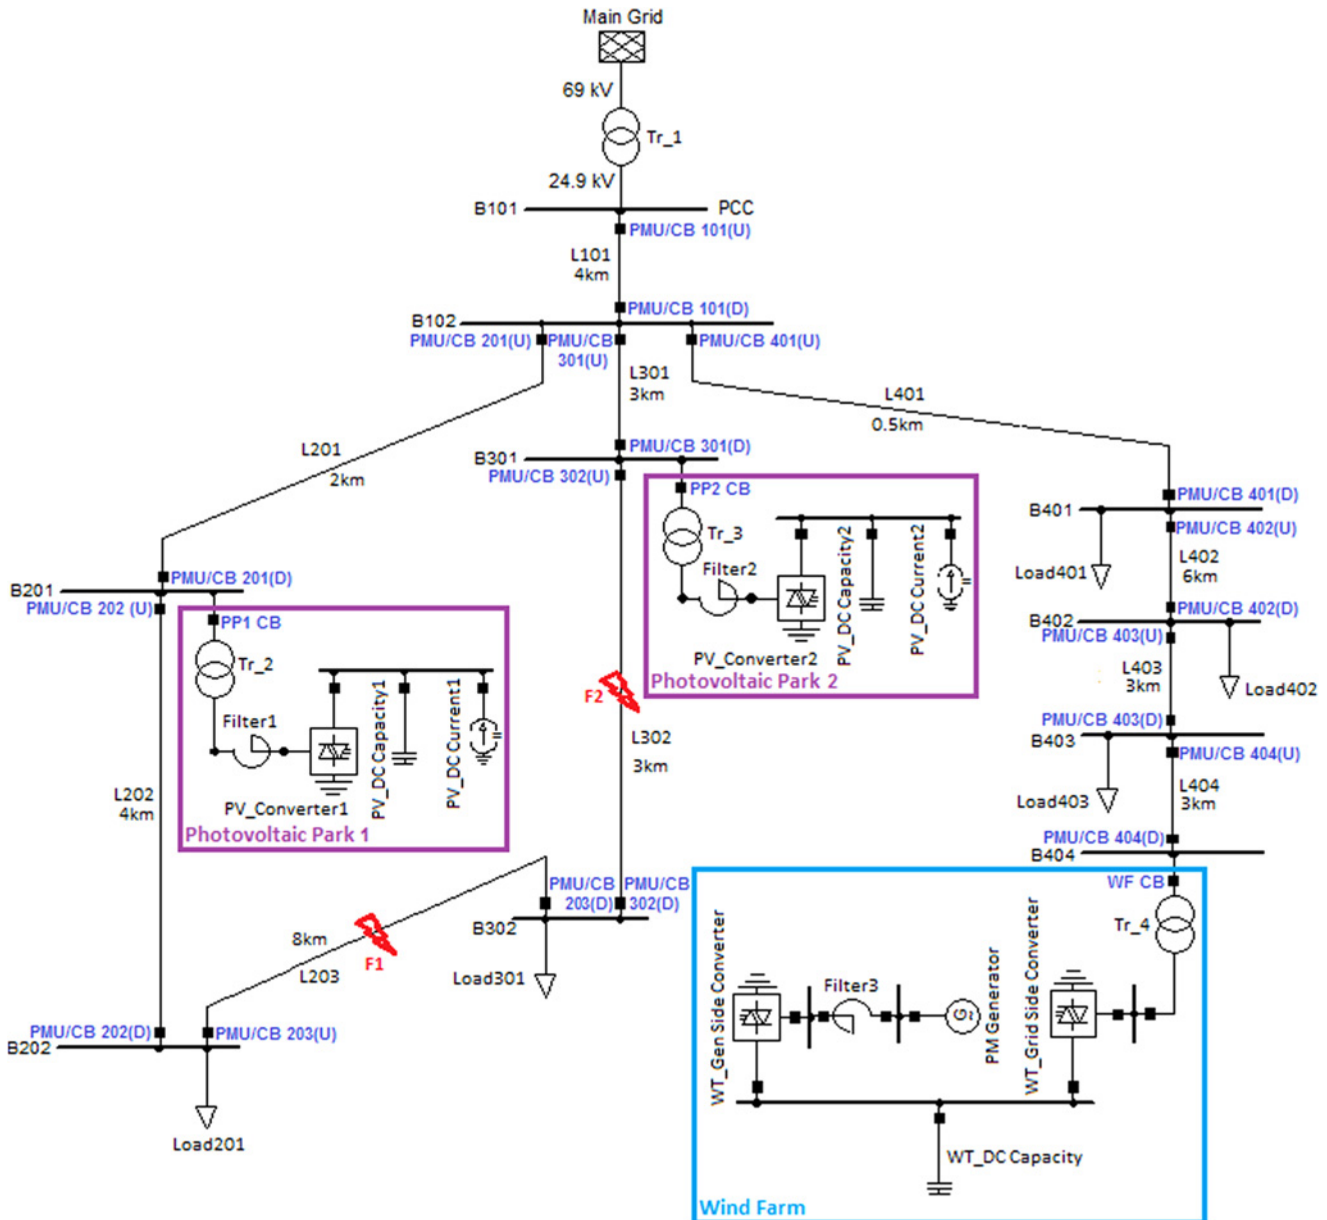 Main Grid
69 kV
Tr_1
24.9 kV
B101
PCC
PMU/CB 101(U)
L101
4km
PMU/CB 101(D)
B102
PMU/CB 201(U)
PMU/CB
301(U)
PMU/CB 401(U)
L301
3km
L401
0.5km
L201
2km
PMU/CB 301(D)
B301
PMU/CB 302(U)
PP2 CB
Tr_3
Filter2
PV_Converter2
PV_DC Capacity2
PV_DC Current2
Photovoltaic Park 2
PMU/CB 401(D)
B401
PMU/CB 402(U)
Load401
L402
6km
PMU/CB 402(D)
B402
PMU/CB 403(U)
L403
3km
Load402
PMU/CB 403(D)
B403
PMU/CB 404(U)
Load403
L404
3km
PMU/CB 404(D)
B404
PMU/CB 201(D)
B201
PMU/CB 202 (U)
PP1 CB
Tr_2
Filter1
PV_Converter1
PV_DC Capacity1
PV_DC Current1
Photovoltaic Park 1
L202
4km
F2
L302
3km
PMU/CB
203(D)
PMU/CB
302(D)
B302
Load301
8km
F1
L203
PMU/CB 202(D)
PMU/CB 203(U)
B202
Load201
WF CB
Tr_4
WT_Gen Side Converter
Filter3
G~
PM Generator
WT_Grid Side Converter
WT_DC Capacity
Wind Farm